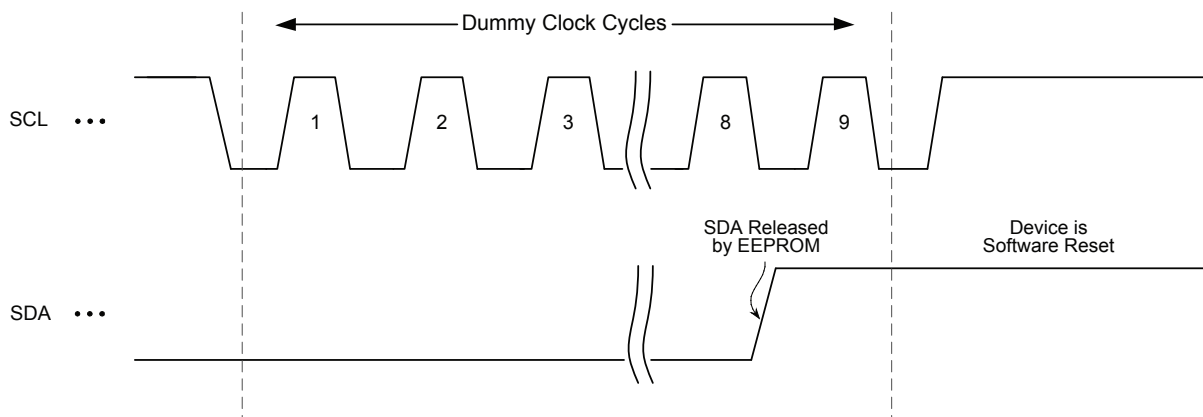 Dummy Clock Cycles
SCL •••
1 2 3 8 9
SDA Released
by EEPROM
Device is
Software Reset
SDA •••